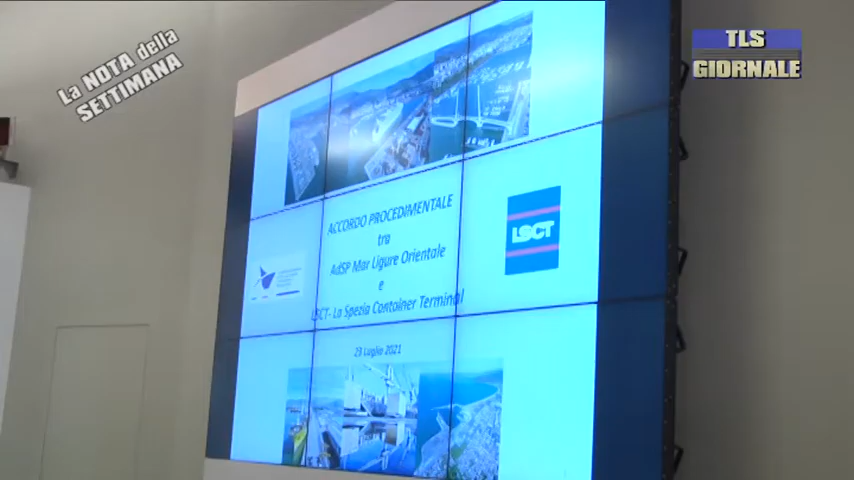 La NOTA della
SETTIMANA
TLS
GIORNALE
ACCORDO PROCEDIMENTALE
tra
AdSP Mar Ligure Orientale
e
LSCT- La Spezia Container Terminal
LSCT
23 Luglio 2021